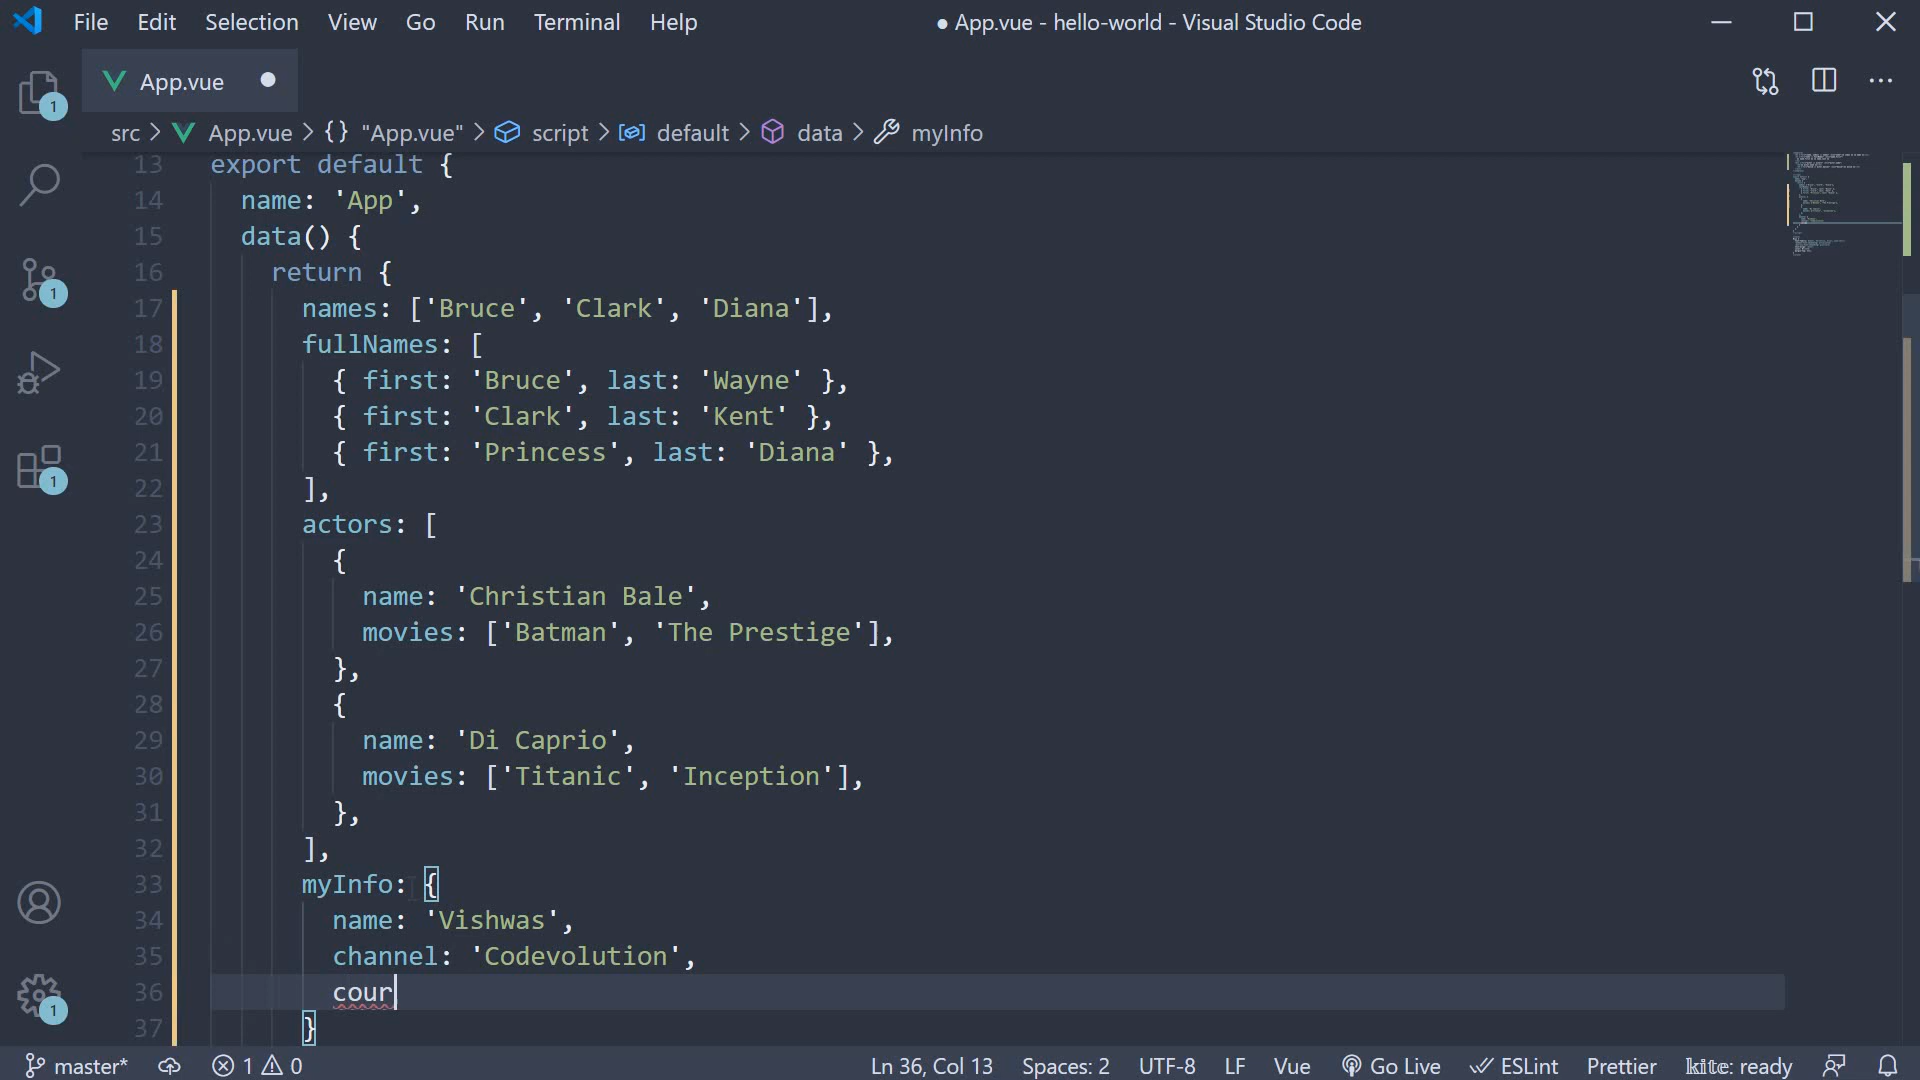 File Edit Selection View Go Run Terminal Help
● App.vue - hello-world - Visual Studio Code
App.vue
src > App.vue > {} "App.vue" > script > default > data > myInfo
13 export default {
14 name: 'App',
15 data() {
16 return {
17 names: ['Bruce', 'Clark', 'Diana'],
18 fullNames: [
19 { first: 'Bruce', last: 'Wayne' },
20 { first: 'Clark', last: 'Kent' },
21 { first: 'Princess', last: 'Diana' },
22 ],
23 actors: [
24 {
25 name: 'Christian Bale',
26 movies: ['Batman', 'The Prestige'],
27 },
28 {
29 name: 'Di Caprio',
30 movies: ['Titanic', 'Inception'],
31 },
32 ],
33 myInfo: {
34 name: 'Vishwas',
35 channel: 'Codevolution',
36 cour
37 }
1
1
1
1
master* 1 0 Ln 36, Col 13 Spaces: 2 UTF-8 LF Vue Go Live ESLint Prettier kite: ready